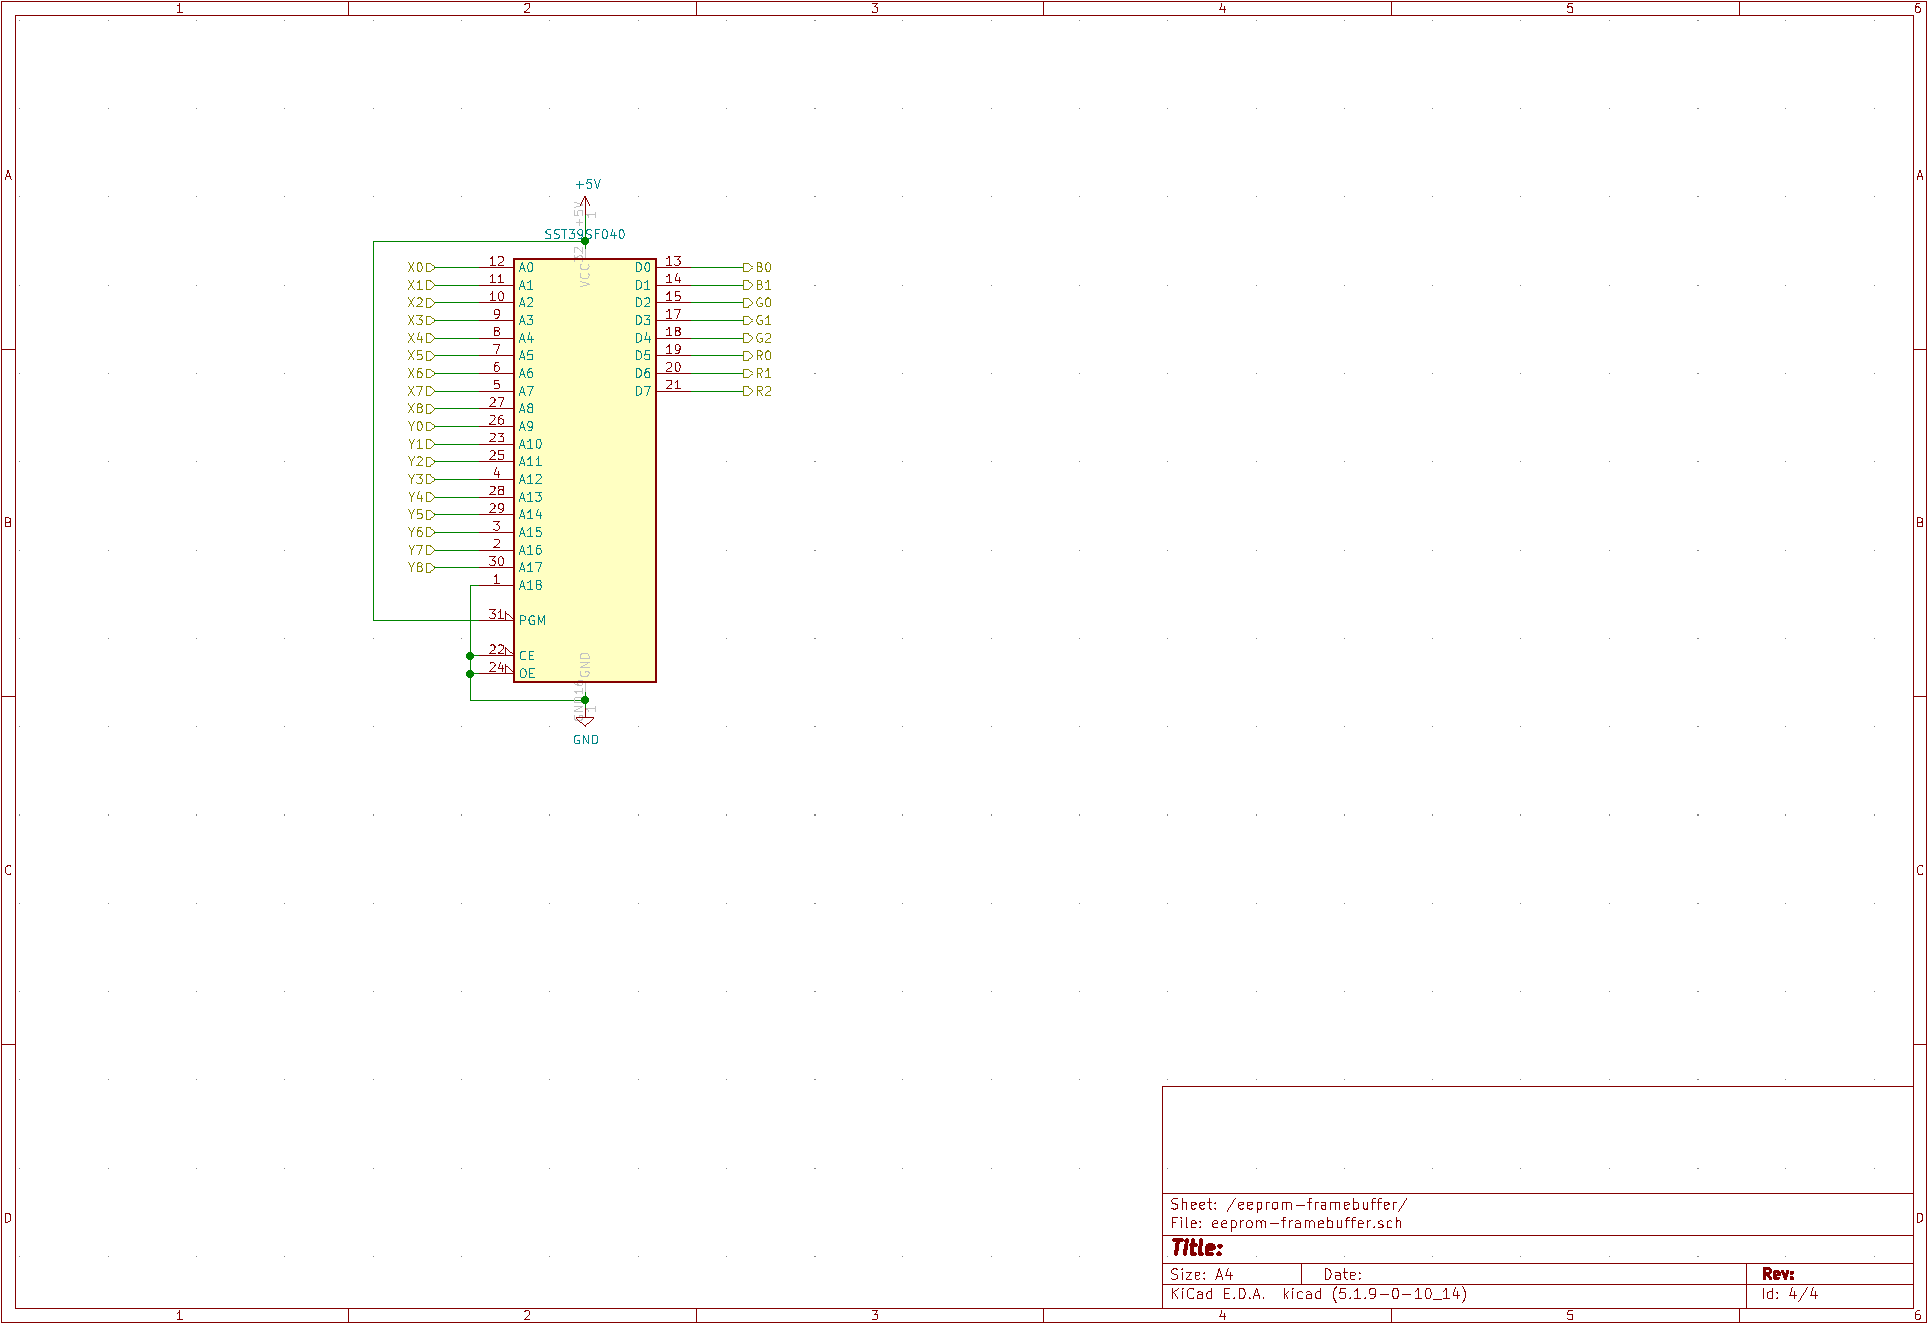 1 2 3 4 5 6
A A
+5V
+5V 1
SST39SF040
VCC 32
X0 12 A0 D0 13 B0
X1 11 A1 D1 14 B1
X2 10 A2 D2 15 G0
X3 9 A3 D3 17 G1
X4 8 A4 D4 18 G2
X5 7 A5 D5 19 R0
X6 6 A6 D6 20 R1
X7 5 A7 D7 21 R2
X8 27 A8
Y0 26 A9
Y1 23 A10
Y2 25 A11
Y3 4 A12
Y4 28 A13
Y5 29 A14
B B
Y6 3 A15
Y7 2 A16
Y8 30 A17
1 A18
31 PGM
22 CE
24 OE
GND
GND 16
1
GND
C C
D D
Sheet: /eeprom-framebuffer/
File: eeprom-framebuffer.sch
Title:
Size: A4 Date: Rev:
KiCad E.D.A. kicad (5.1.9-0-10_14) Id: 4/4
1 2 3 4 5 6